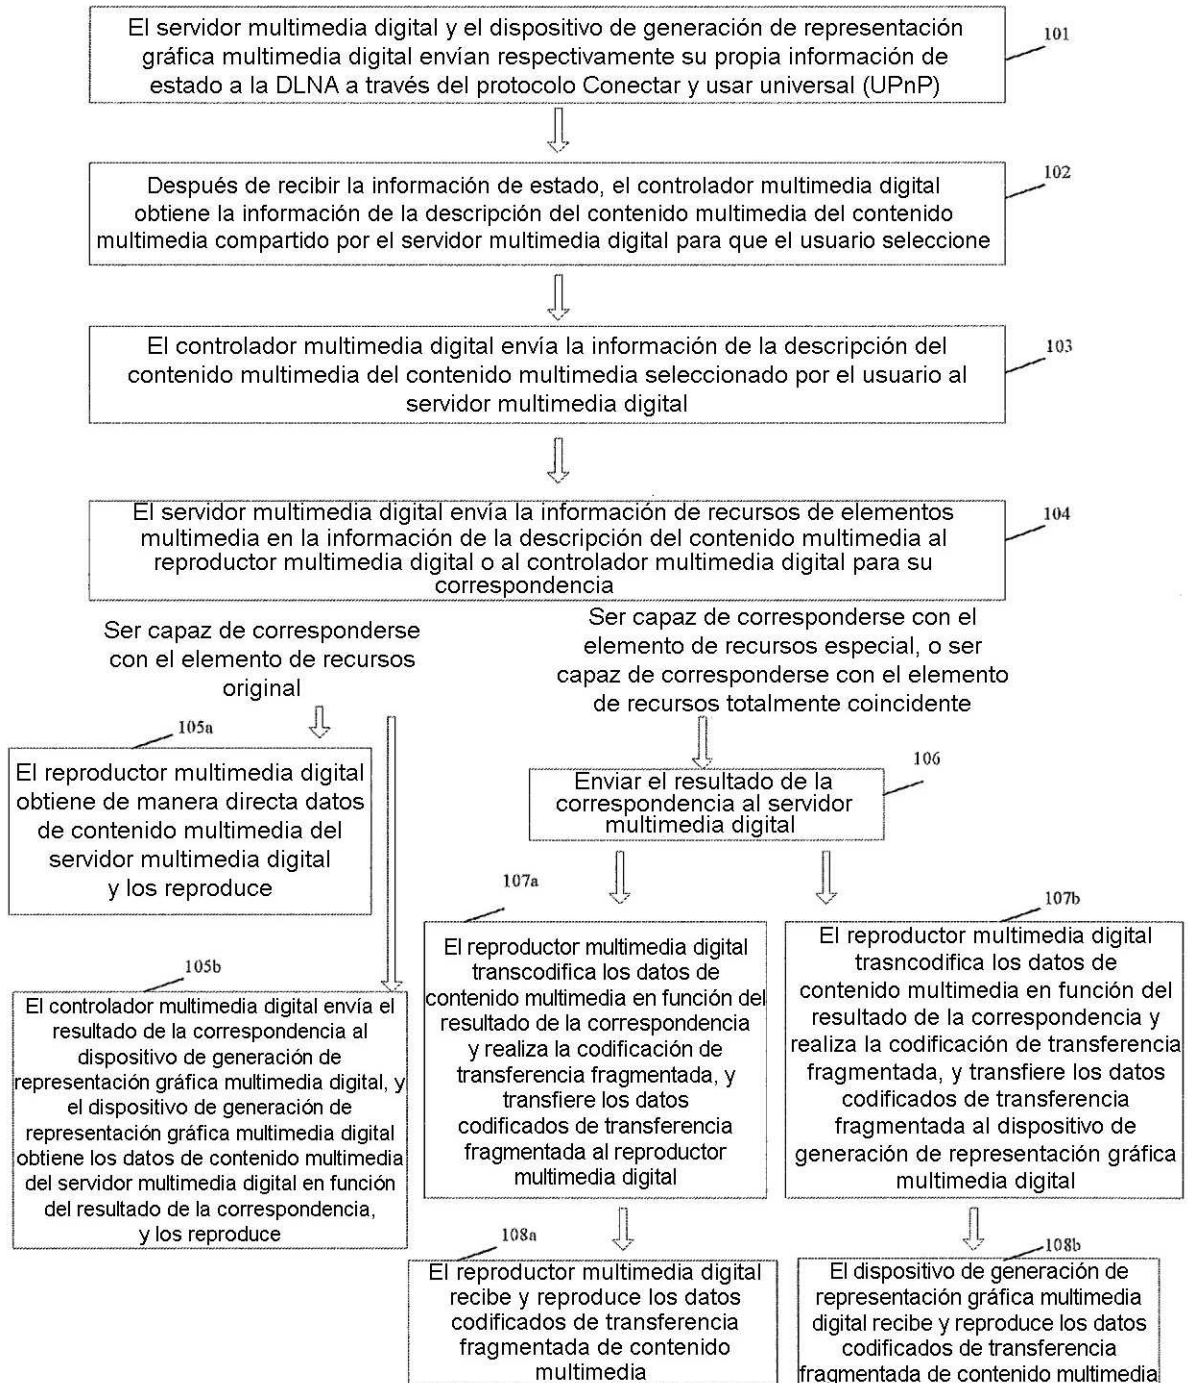 El servidor multimedia digital y el dispositivo de generación de representación
gráfica multimedia digital envían respectivamente su propia información de
estado a la DLNA a través del protocolo Conectar y usar universal (UPnP)
101
Después de recibir la información de estado, el controlador multimedia digital
obtiene la información de la descripción del contenido multimedia del contenido
multimedia compartido por el servidor multimedia digital para que el usuario seleccione
102
El controlador multimedia digital envía la información de la descripción del
contenido multimedia del contenido multimedia seleccionado por el usuario al
servidor multimedia digital
103
El servidor multimedia digital envía la información de recursos de elementos
multimedia en la información de la descripción del contenido multimedia al
reproductor multimedia digital o al controlador multimedia digital para su
correspondencia
104
Ser capaz de corresponderse
con el elemento de recursos
original
Ser capaz de corresponderse con el
elemento de recursos especial, o ser
capaz de corresponderse con el elemento
de recursos totalmente coincidente
105a
El reproductor multimedia digital
obtiene de manera directa datos
de contenido multimedia del
servidor multimedia digital
y los reproduce
106
Enviar el resultado de la
correspondencia al servidor
multimedia digital
105b
El controlador multimedia digital envía el
resultado de la correspondencia al
dispositivo de generación de
representación gráfica multimedia digital, y
el dispositivo de generación de
representación gráfica multimedia digital
obtiene los datos de contenido multimedia
del servidor multimedia digital en función
del resultado de la correspondencia,
y los reproduce
107a
El reproductor multimedia digital
transcodifica los datos de
contenido multimedia en función del
resultado de la correspondencia
y realiza la codificación de
transferencia fragmentada, y
transfiere los datos
codificados de transferencia
fragmentada al reproductor
multimedia digital
107b
El reproductor multimedia digital
trasncodifica los datos de
contenido multimedia en función del
resultado de la correspondencia y
realiza la codificación de transferencia
fragmentada, y transfiere los datos
codificados de transferencia
fragmentada al dispositivo de
generación de representación gráfica
multimedia digital
108a
El reproductor multimedia digital
recibe y reproduce los datos
codificados de transferencia
fragmentada de contenido
multimedia
108b
El dispositivo de generación de
representación gráfica multimedia
digital recibe y reproduce los datos
codificados de transferencia
fragmentada de contenido multimedia